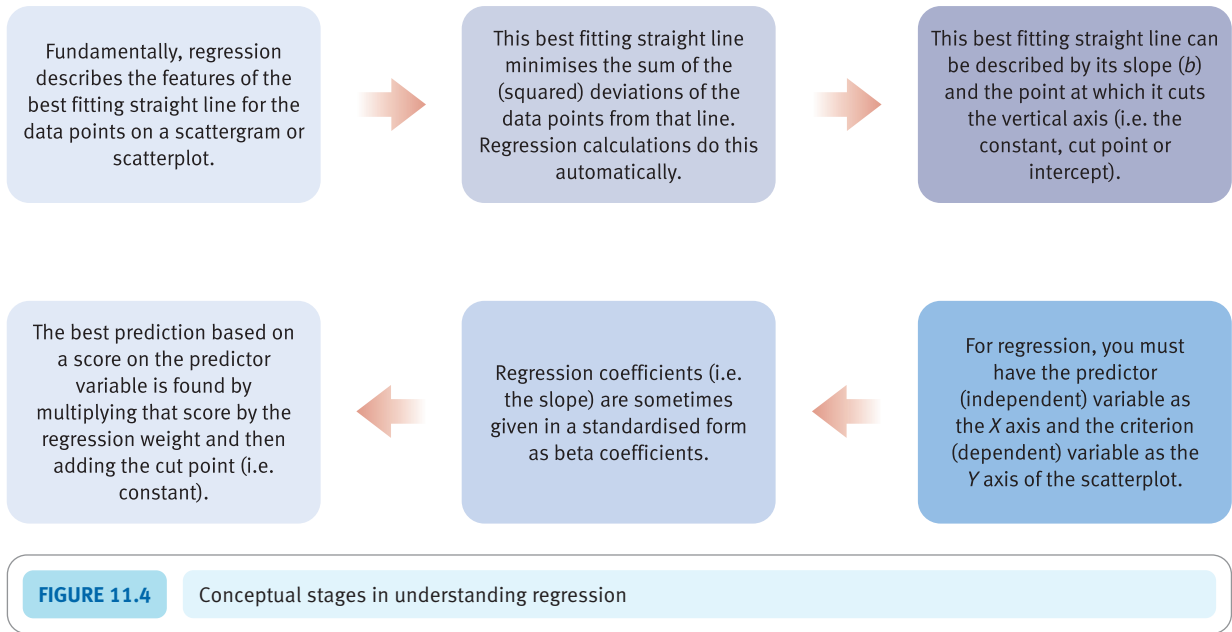 Fundamentally, regression
describes the features of the
best fitting straight line for the
data points on a scattergram or
scatterplot.
This best fitting straight line
minimises the sum of the
(squared) deviations of the
data points from that line.
Regression calculations do this
automatically.
This best fitting straight line can
be described by its slope (b)
and the point at which it cuts
the vertical axis (i.e. the
constant, cut point or
intercept).
For regression, you must
have the predictor
(independent) variable as
the X axis and the criterion
(dependent) variable as the
Y axis of the scatterplot.
Regression coefficients (i.e.
the slope) are sometimes
given in a standardised form
as beta coefficients.
The best prediction based on
a score on the predictor
variable is found by
multiplying that score by the
regression weight and then
adding the cut point (i.e.
constant).
FIGURE 11.4
Conceptual stages in understanding regression